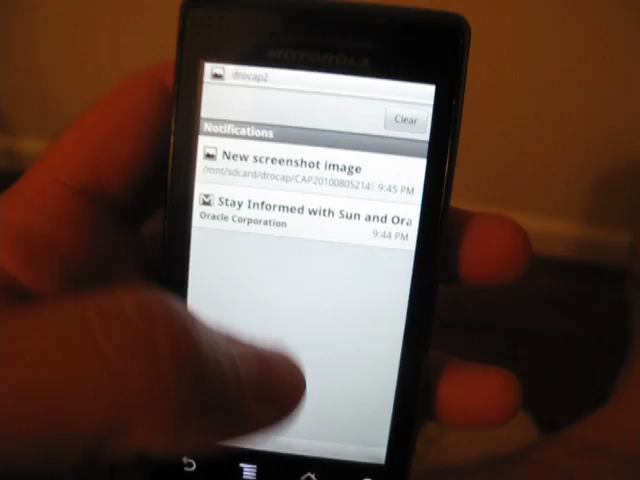 MOTOROLA
drocap2
Clear
Notifications
New screenshot image
/mnt/sdcard/drocap/CAP20100805214 9:45 PM
Stay Informed with Sun and Ora
Oracle Corporation
9:44 PM